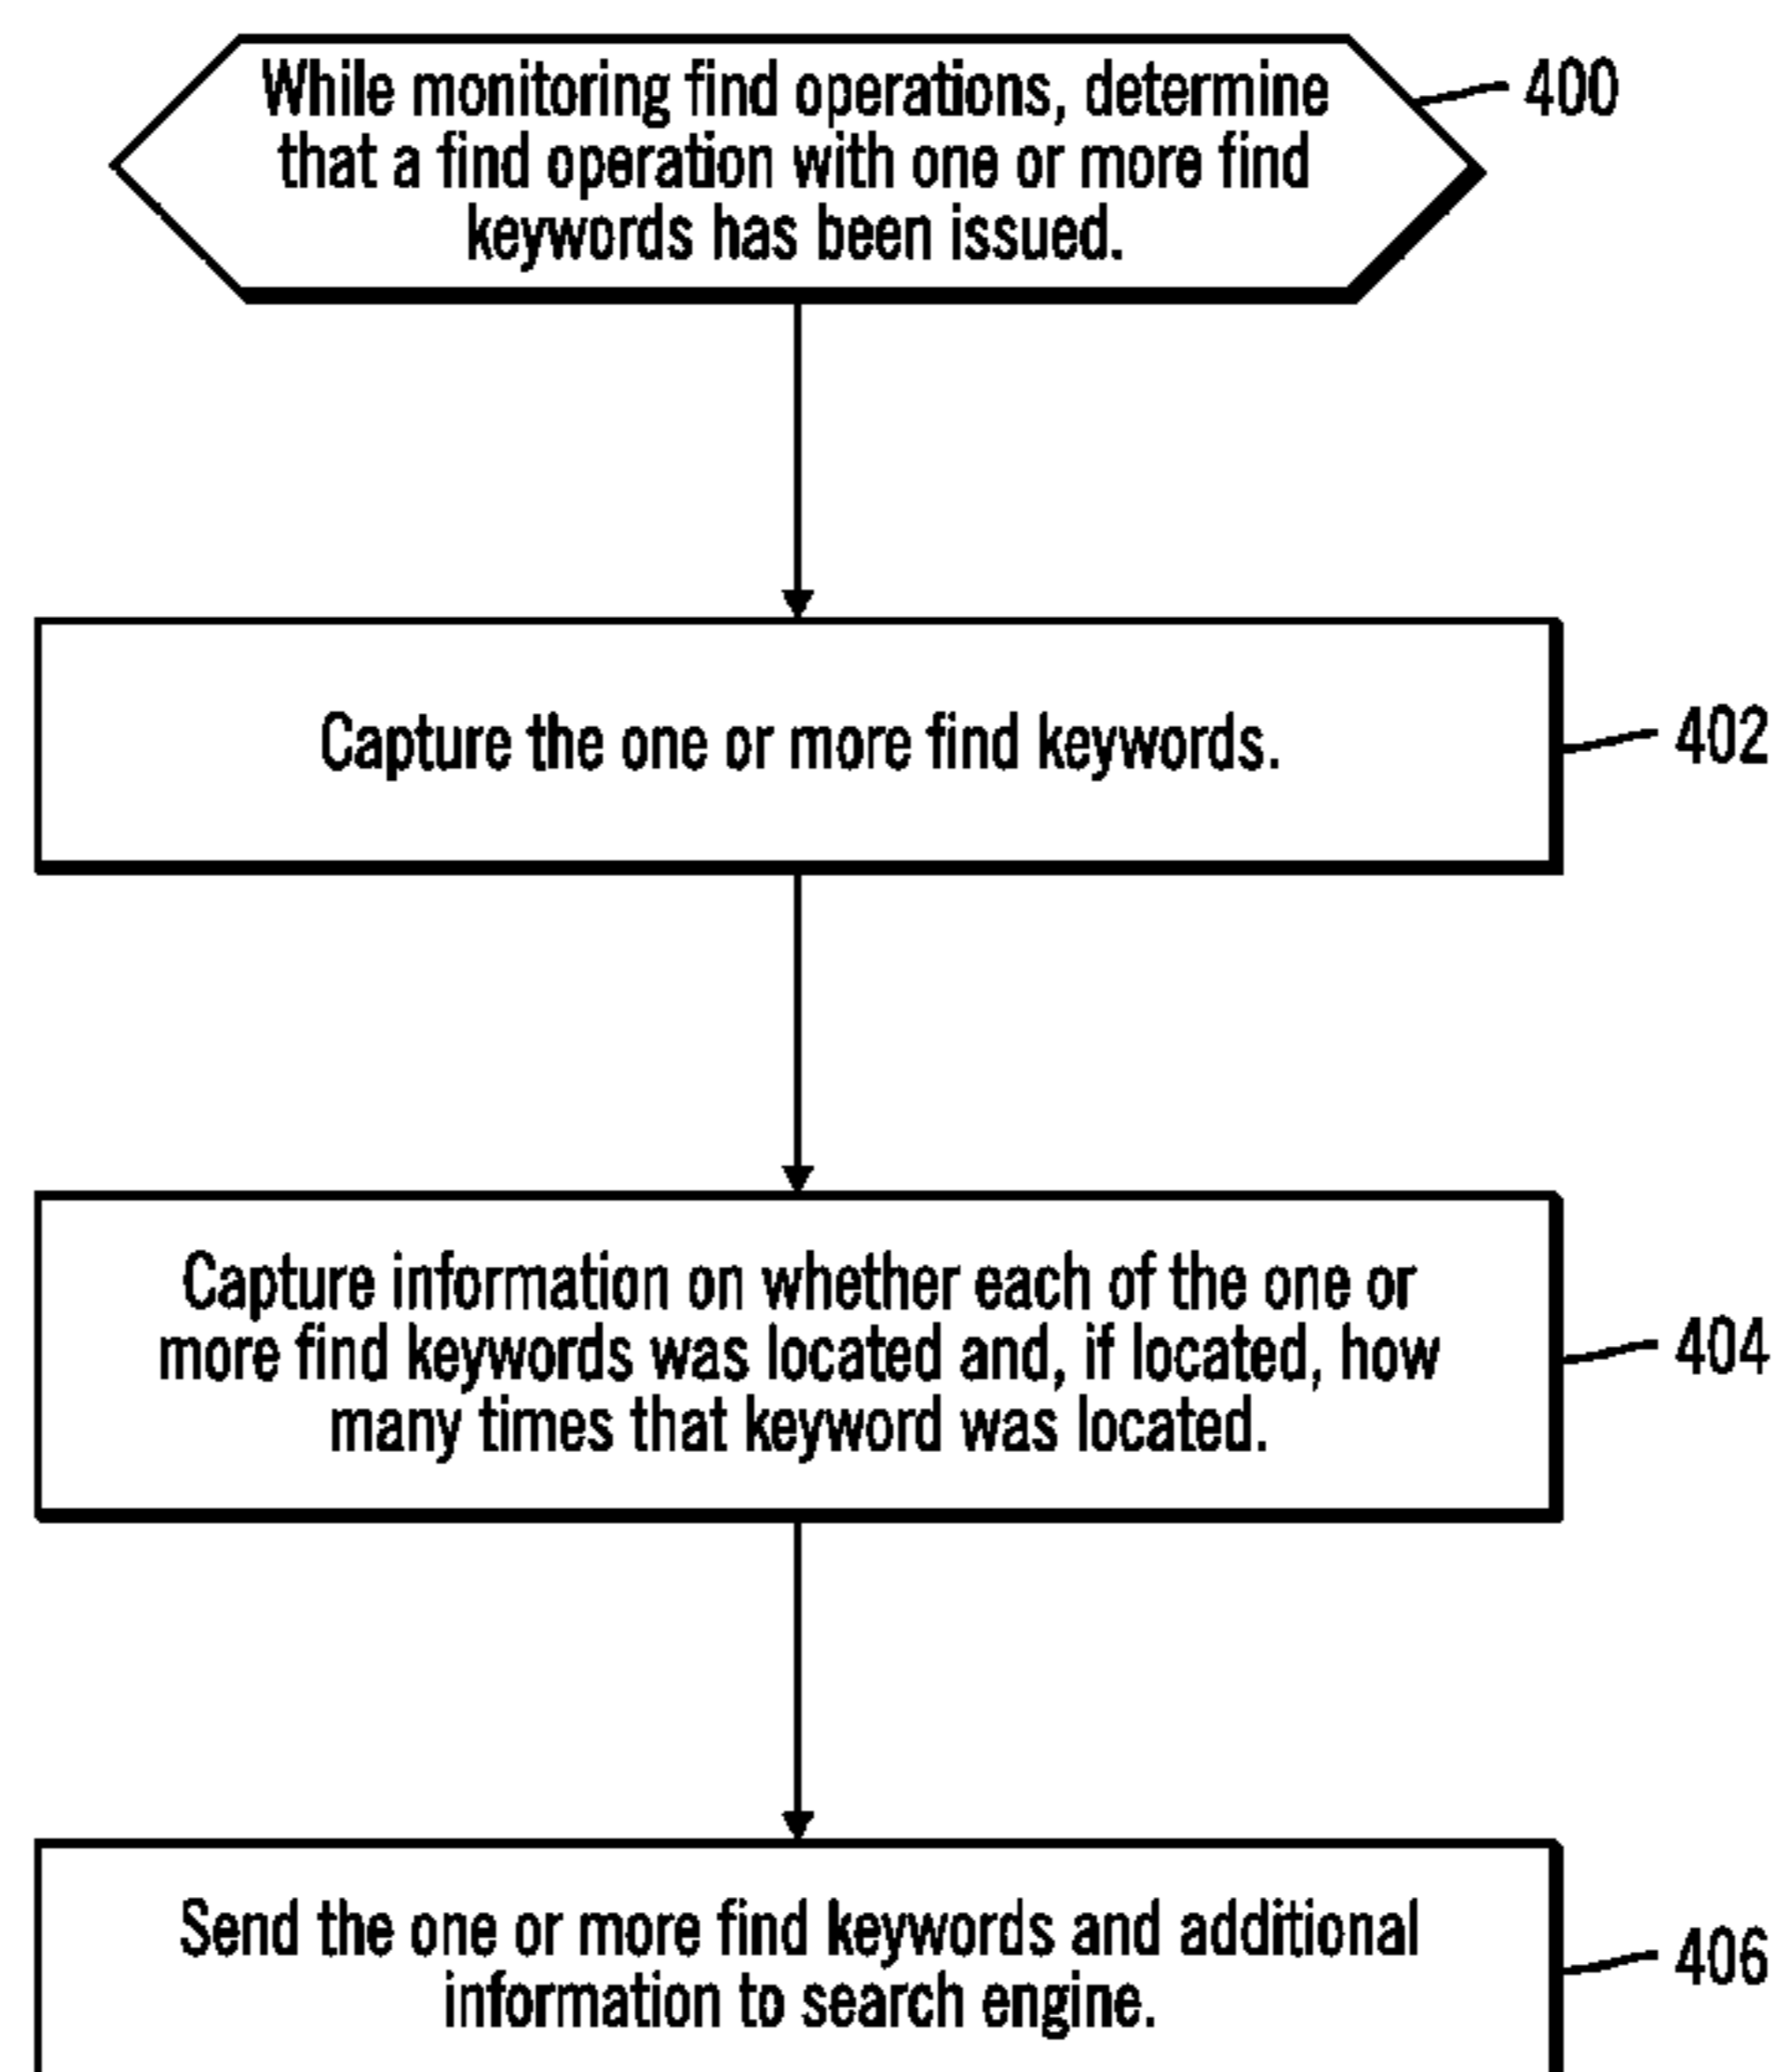 While monitoring find operations, determine
that a find operation with one or more find
keywords has been issued.
400
Capture the one or more find keywords.
402
Capture information on whether each of the one or
more find keywords was located and, if located, how
many times that keyword was located.
404
Send the one or more find keywords and additional
information to search engine.
406